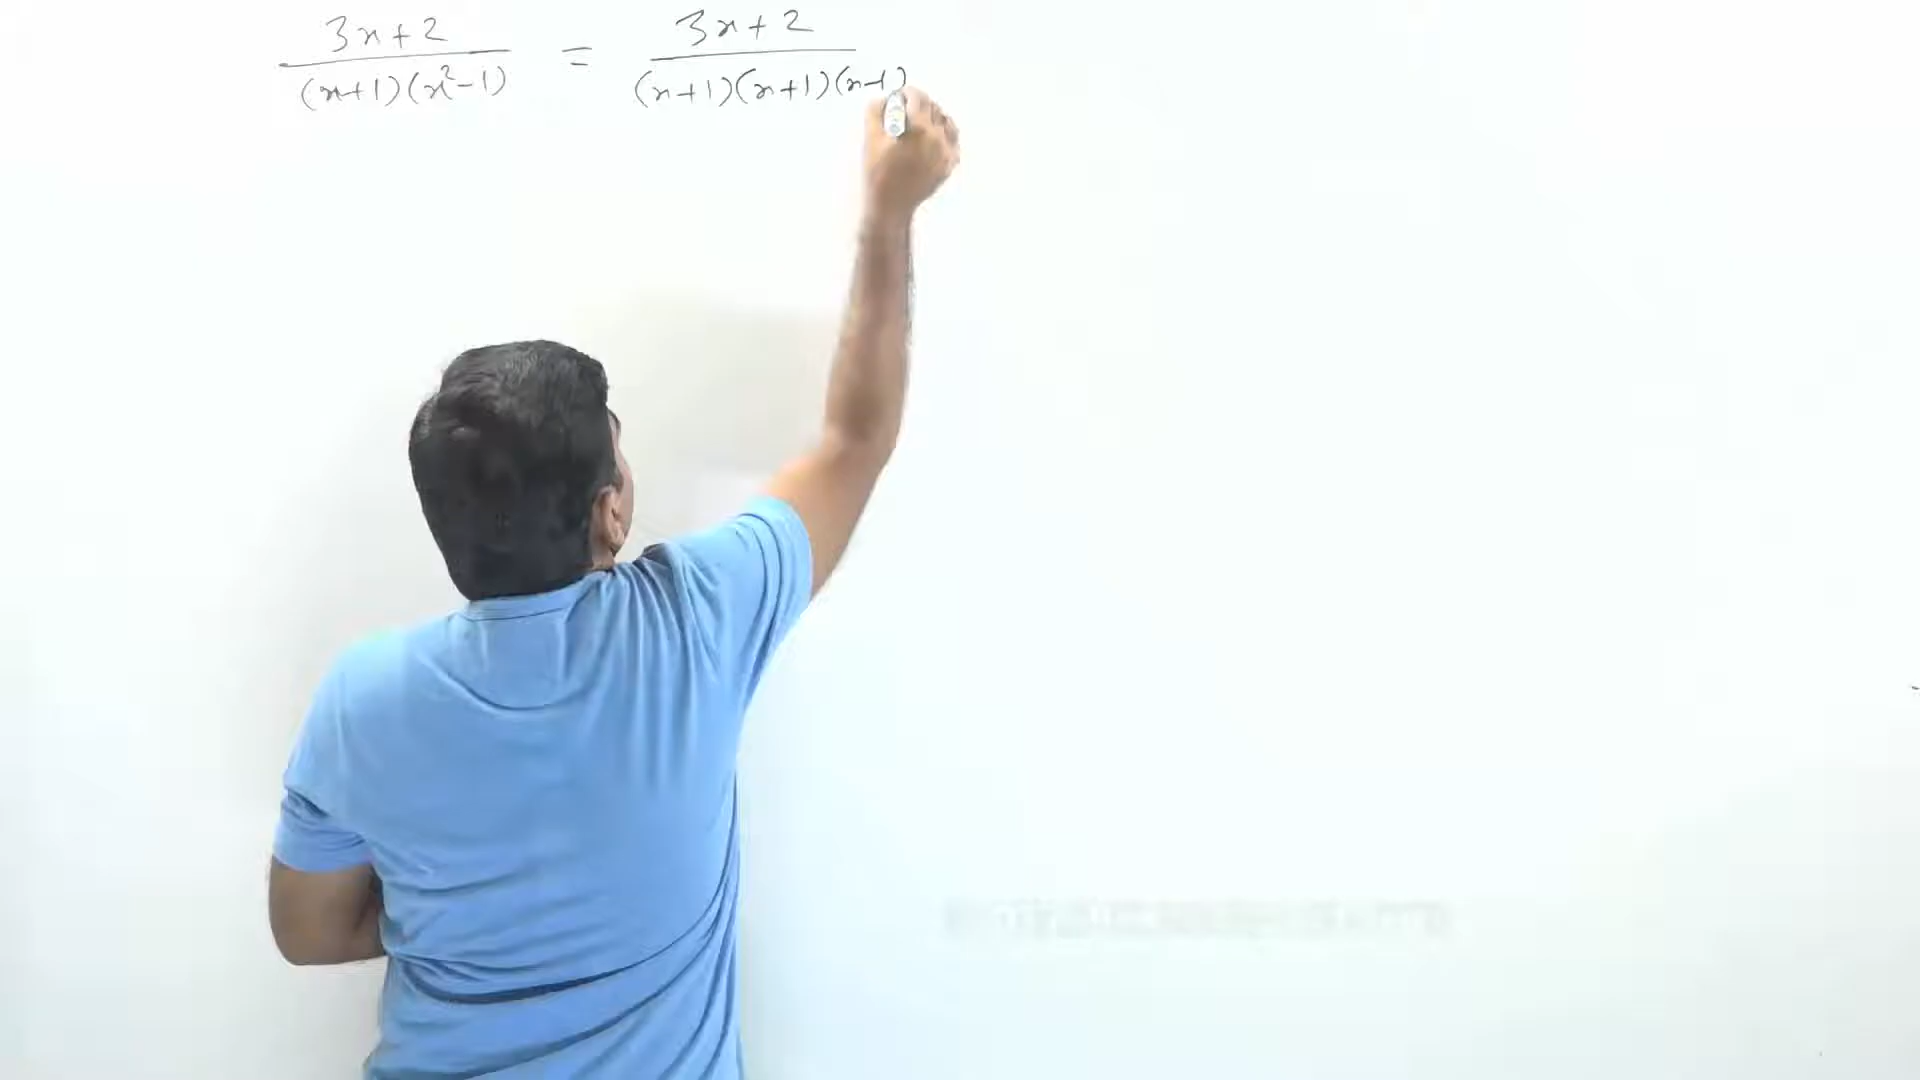 3x+2 / (x+1)(x²-1) = 3x+2 / (x+1)(x+1)(x-1)